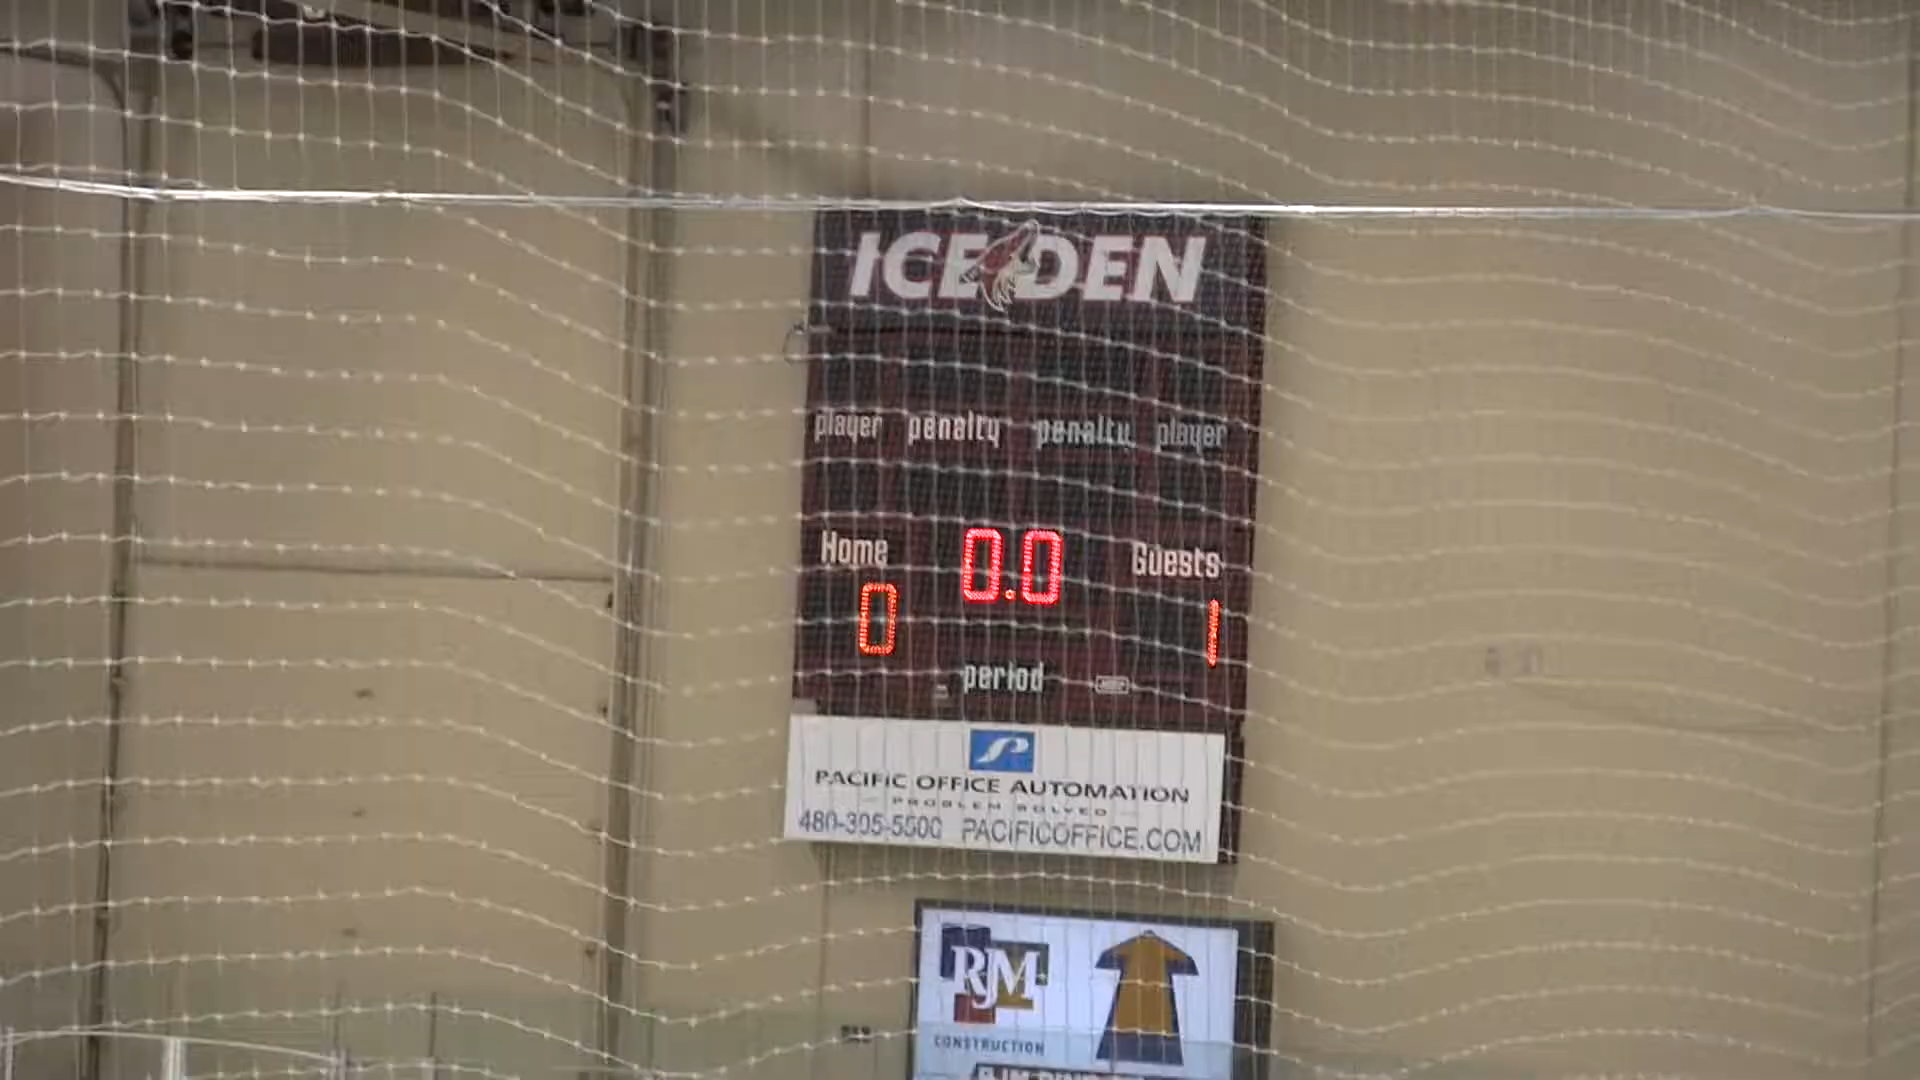 ICE DEN
player penalty penalty player
Home 0.0 Guests
0 1
period
PACIFIC OFFICE AUTOMATION
PROBLEM SOLVED
480-305-5500 PACIFICOFFICE.COM
RJM
CONSTRUCTION